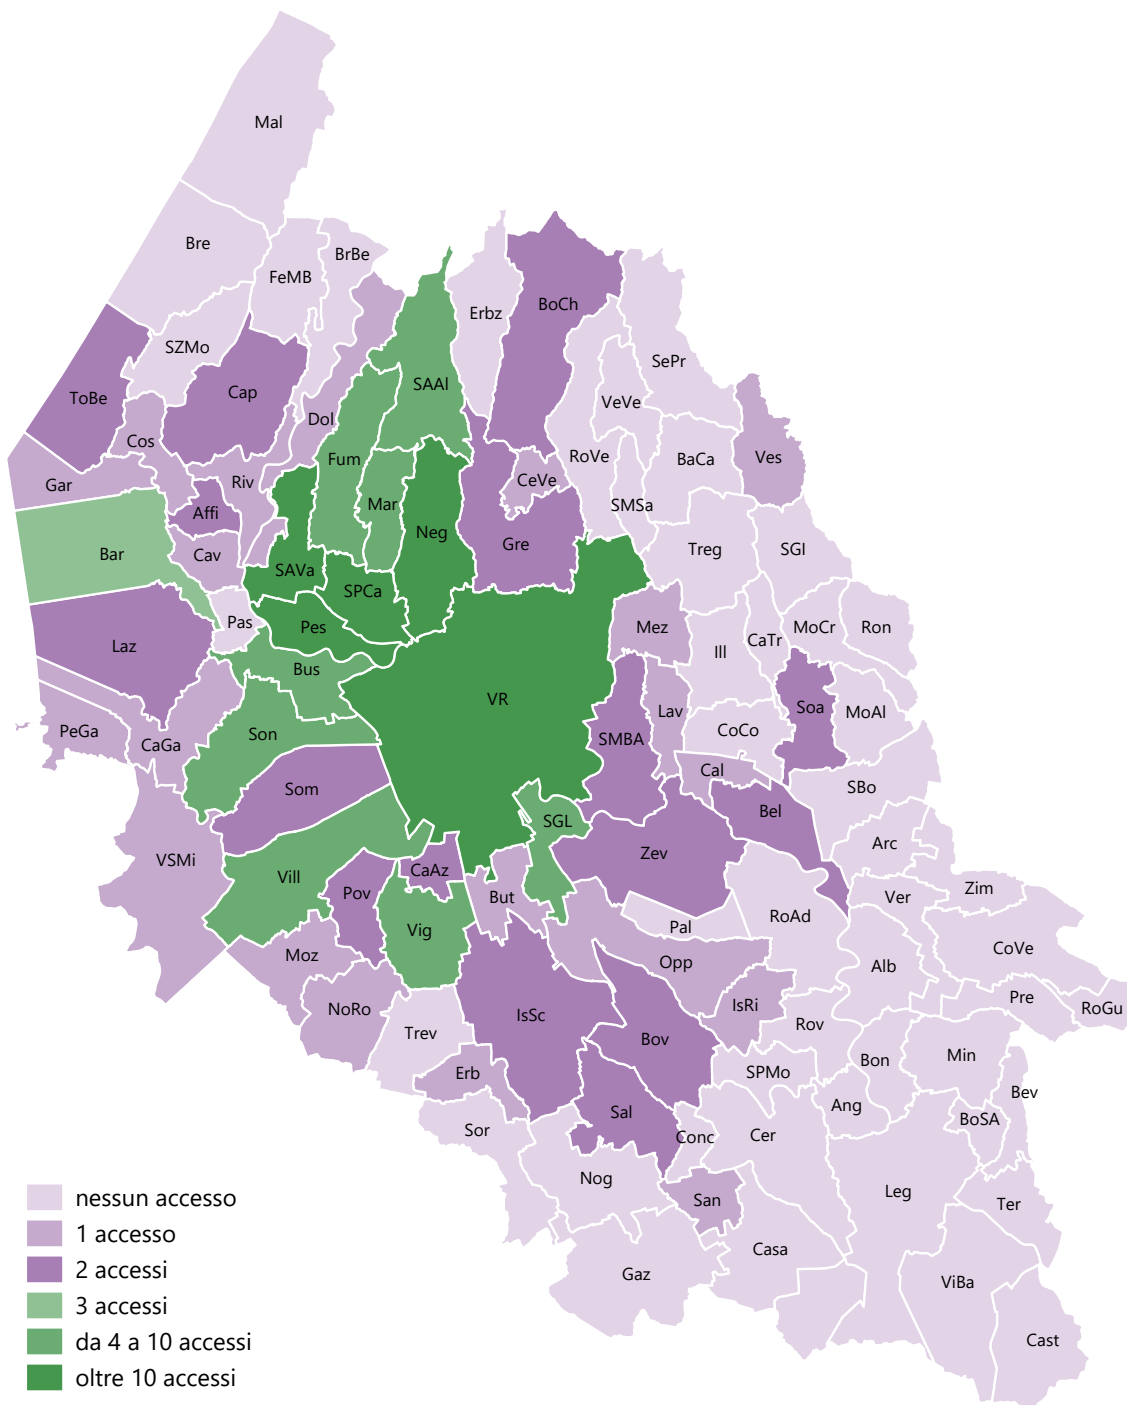 Mal
Bre
BrBe
FeMB
BoCh
Erbz
SZMo
SePr
SAAl
Cap
ToBe
VeVe
Dol
Cos
RoVe
Fum
BaCa
Ves
CeVe
Riv
Gar
Mar
SMSa
Affi
Neg
Gre
Treg
SGI
Bar
Cav
SAVa
SPCa
Pas
Pes
Mez
MoCr
Ron
CaTr
Laz
Ill
Bus
VR
Soa
Lav
MoAl
PeGa
Son
CoCo
SMBA
CaGa
Cal
Som
SBo
Bel
SGL
Arc
Zev
VSMi
CaAz
Vill
Pov
But
Zim
Ver
RoAd
Pal
Vig
CoVe
Moz
Opp
Alb
Pre
IsRi
RoGu
NoRo
IsSc
Rov
Trev
Bov
Min
Bon
Erb
SPMo
Bev
Ang
Sal
BoSA
Sor
Conc
Cer
Nog
Leg
nessun accesso
San
Ter
1 accesso
Casa
2 accessi
Gaz
ViBa
3 accessi
da 4 a 10 accessi
Cast
oltre 10 accessi